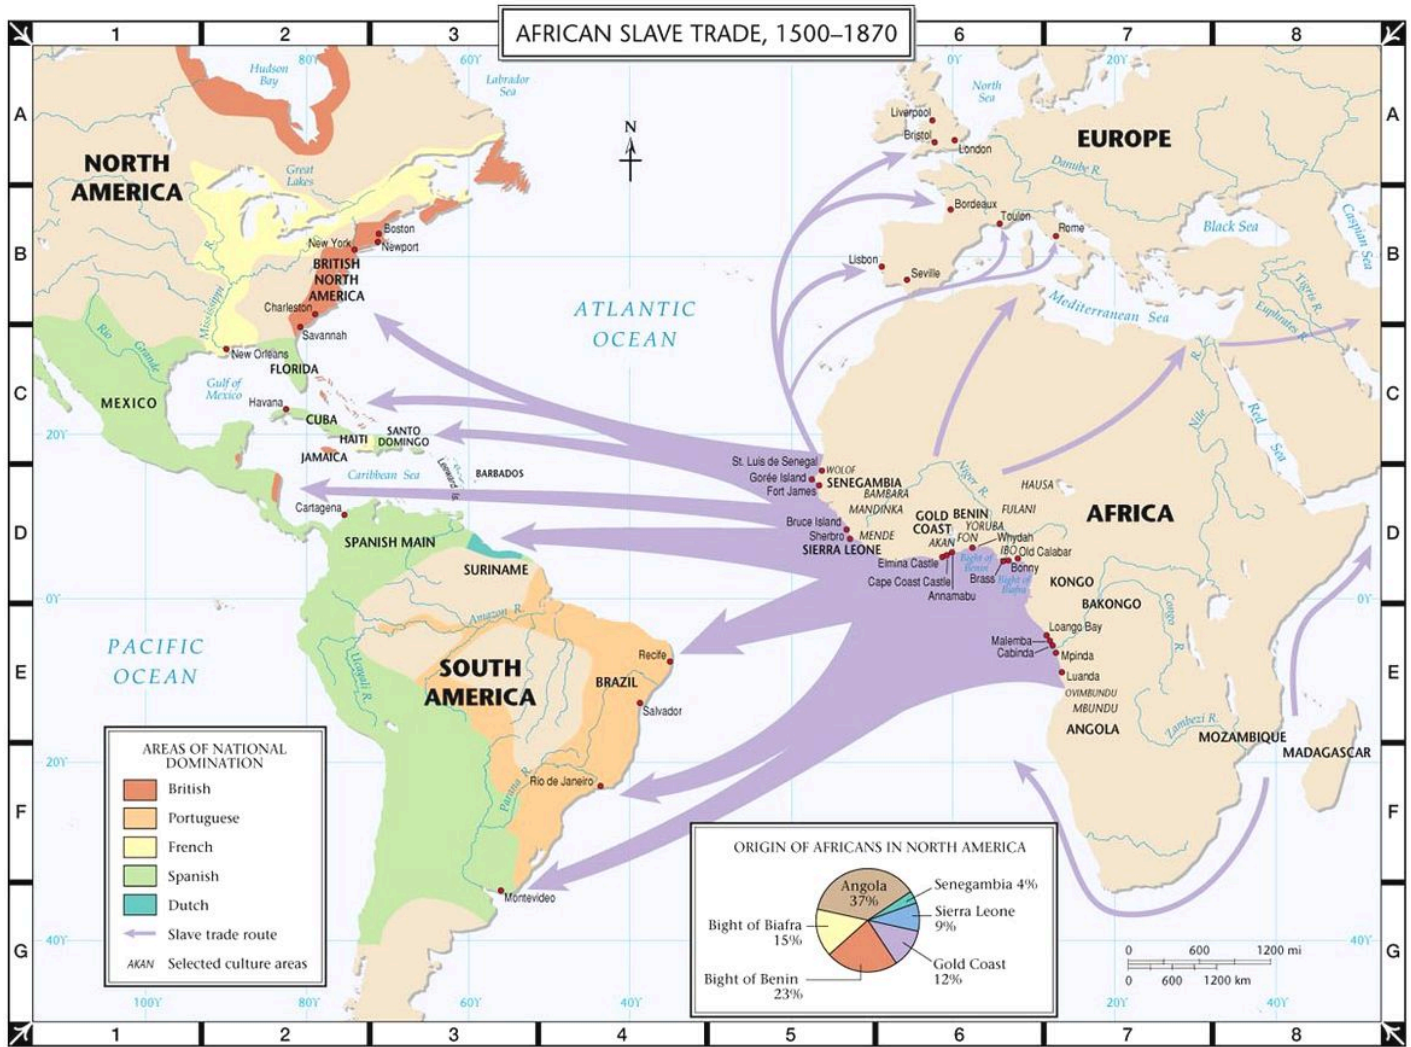 AFRICAN SLAVE TRADE, 1500–1870
1
2
3
6
7
8
A
B
C
D
E
F
G
A
B
C
D
E
F
G
1
2
3
4
5
6
7
8
80Y
60Y
0Y
20Y
20Y
0Y
20Y
40Y
0Y
40Y
100Y
80Y
60Y
40Y
20Y
40Y
N
Hudson
Bay
Labrador
Sea
NORTH
AMERICA
Great
Lakes
Mississippi R.
Boston
New York
Newport
BRITISH
NORTH
AMERICA
Charleston
Savannah
New Orleans
FLORIDA
Rio Grande
Gulf of
Mexico
MEXICO
Havana
CUBA
HAITI
SANTO
DOMINGO
JAMAICA
Caribbean Sea
Leeward Is.
BARBADOS
Cartagena
SPANISH MAIN
SURINAME
Amazon R.
Ucayali R.
SOUTH
AMERICA
Recife
BRAZIL
Salvador
Rio de Janeiro
Parana R.
Montevideo
PACIFIC
OCEAN
ATLANTIC
OCEAN
North
Sea
Liverpool
Bristol
London
EUROPE
Danube R.
Bordeaux
Toulon
Rome
Black Sea
Caspian Sea
Lisbon
Seville
Mediterranean Sea
Tigris R.
Euphrates R.
Nile R.
Red Sea
St. Luis de Senegal
WOLOF
Gorée Island
SENEGAMBIA
Fort James
BAMBARA
MANDINKA
Bruce Island
Sherbro
MENDE
SIERRA LEONE
Niger R.
HAUSA
GOLD
COAST
BENIN
FULANI
YORUBA
AKAN
FON
Whydah
IBO
Old Calabar
Elmina Castle
Bight of
Benin
Bonny
Cape Coast Castle
Brass
Bight of
Biafra
Annamabu
AFRICA
KONGO
BAKONGO
Congo R.
Loango Bay
Malemba
Cabinda
Mpinda
Luanda
OVIMBUNDU
MBUNDU
ANGOLA
Zambezi R.
MOZAMBIQUE
MADAGASCAR
AREAS OF NATIONAL
DOMINATION
British
Portuguese
French
Spanish
Dutch
Slave trade route
AKAN Selected culture areas
ORIGIN OF AFRICANS IN NORTH AMERICA
Angola
37%
Senegambia 4%
Sierra Leone
9%
Gold Coast
12%
Bight of Benin
23%
Bight of Biafra
15%
0 600 1200 mi
0 600 1200 km